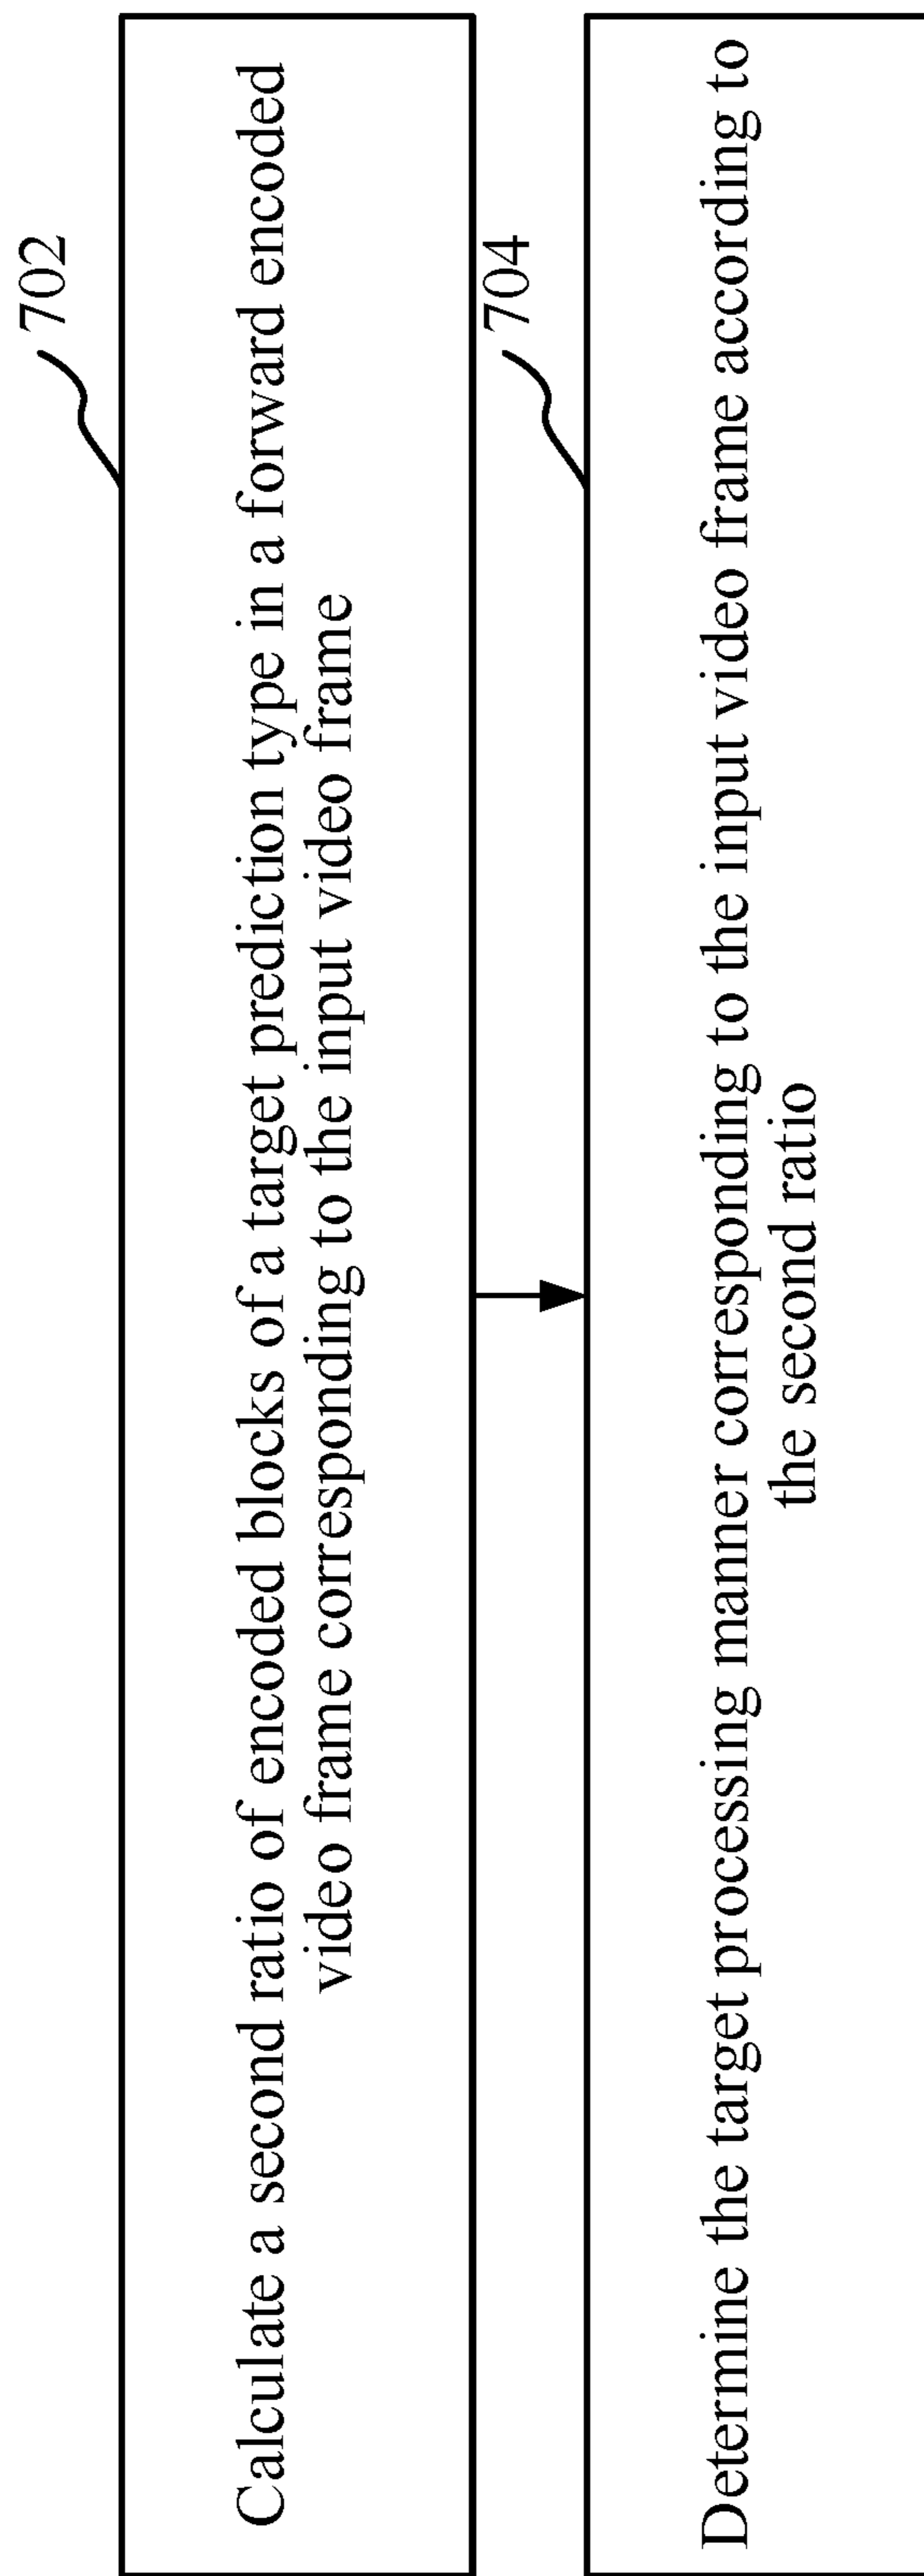 702
Calculate a second ratio of encoded blocks of a target prediction type in a forward encoded
video frame corresponding to the input video frame
704
Determine the target processing manner corresponding to the input video frame according to
the second ratio